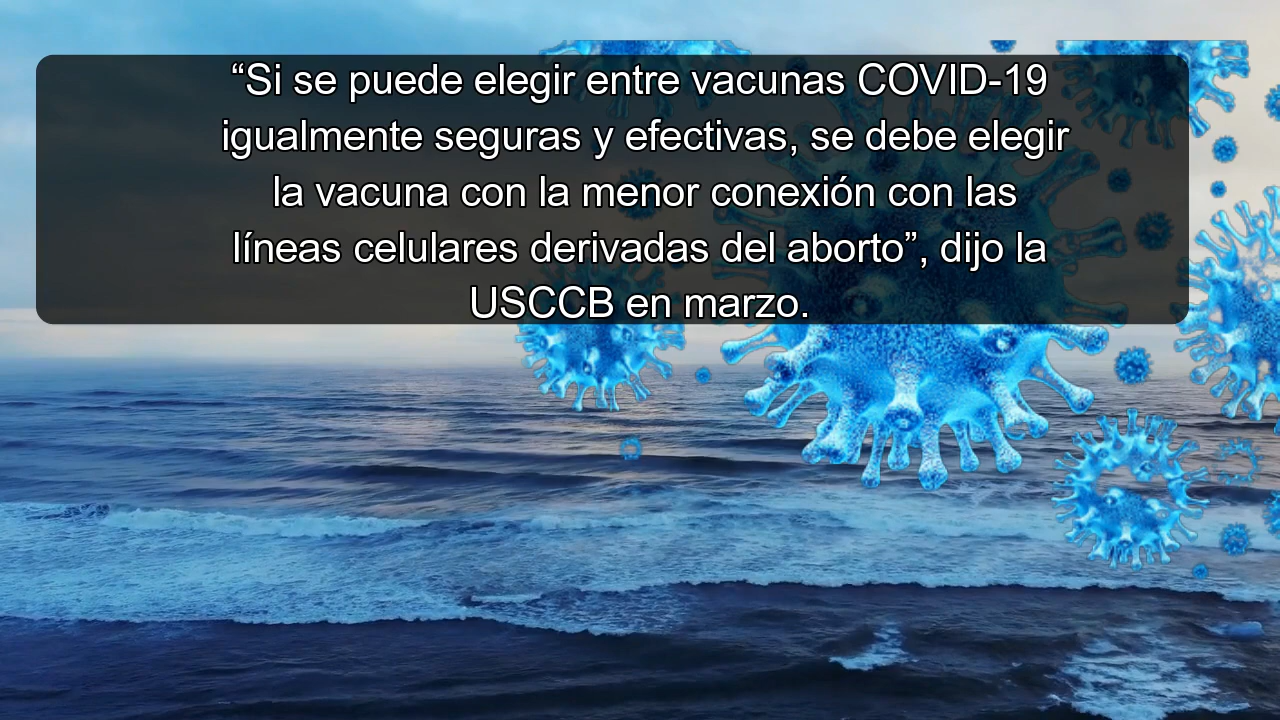 “Si se puede elegir entre vacunas COVID-19
igualmente seguras y efectivas, se debe elegir
la vacuna con la menor conexión con las
líneas celulares derivadas del aborto”, dijo la
USCCB en marzo.